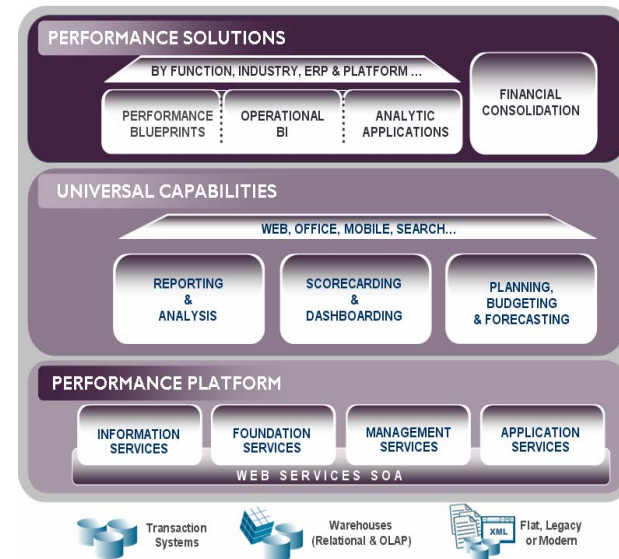 PERFORMANCE SOLUTIONS
BY FUNCTION, INDUSTRY, ERP & PLATFORM ...
PERFORMANCE
BLUEPRINTS
OPERATIONAL
BI
ANALYTIC
APPLICATIONS
FINANCIAL
CONSOLIDATION
UNIVERSAL CAPABILITIES
WEB, OFFICE, MOBILE, SEARCH...
REPORTING
&
ANALYSIS
SCORECARDING
&
DASHBOARDING
PLANNING,
BUDGETING
& FORECASTING
PERFORMANCE PLATFORM
INFORMATION
SERVICES
FOUNDATION
SERVICES
MANAGEMENT
SERVICES
APPLICATION
SERVICES
WEB SERVICES SOA
Transaction
Systems
Warehouses
(Relational & OLAP)
XML
Flat, Legacy
or Modern